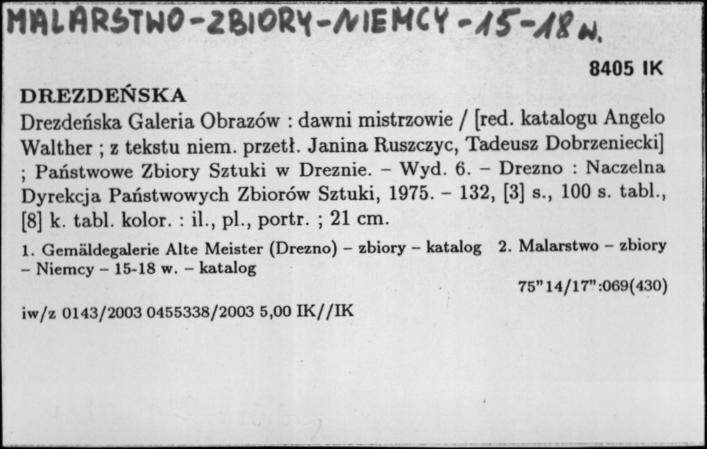 MALARSTWO-ZBIORY-NIEMCY-15-18 w.
8405 IK
DREZDEŃSKA
Drezdeńska Galeria Obrazów : dawni mistrzowie / [red. katalogu Angelo
Walther ; z tekstu niem. przetł. Janina Ruszczyc, Tadeusz Dobrzeniecki]
; Państwowe Zbiory Sztuki w Dreznie. – Wyd. 6. – Drezno : Naczelna
Dyrekcja Państwowych Zbiorów Sztuki, 1975. – 132, [3] s., 100 s. tabl.,
[8] k. tabl. kolor. : il., pl., portr. ; 21 cm.
1. Gemäldegalerie Alte Meister (Drezno) – zbiory – katalog 2. Malarstwo – zbiory
– Niemcy – 15-18 w. – katalog
75"14/17":069(430)
iw/z 0143/2003 0455338/2003 5,00 IK//IK